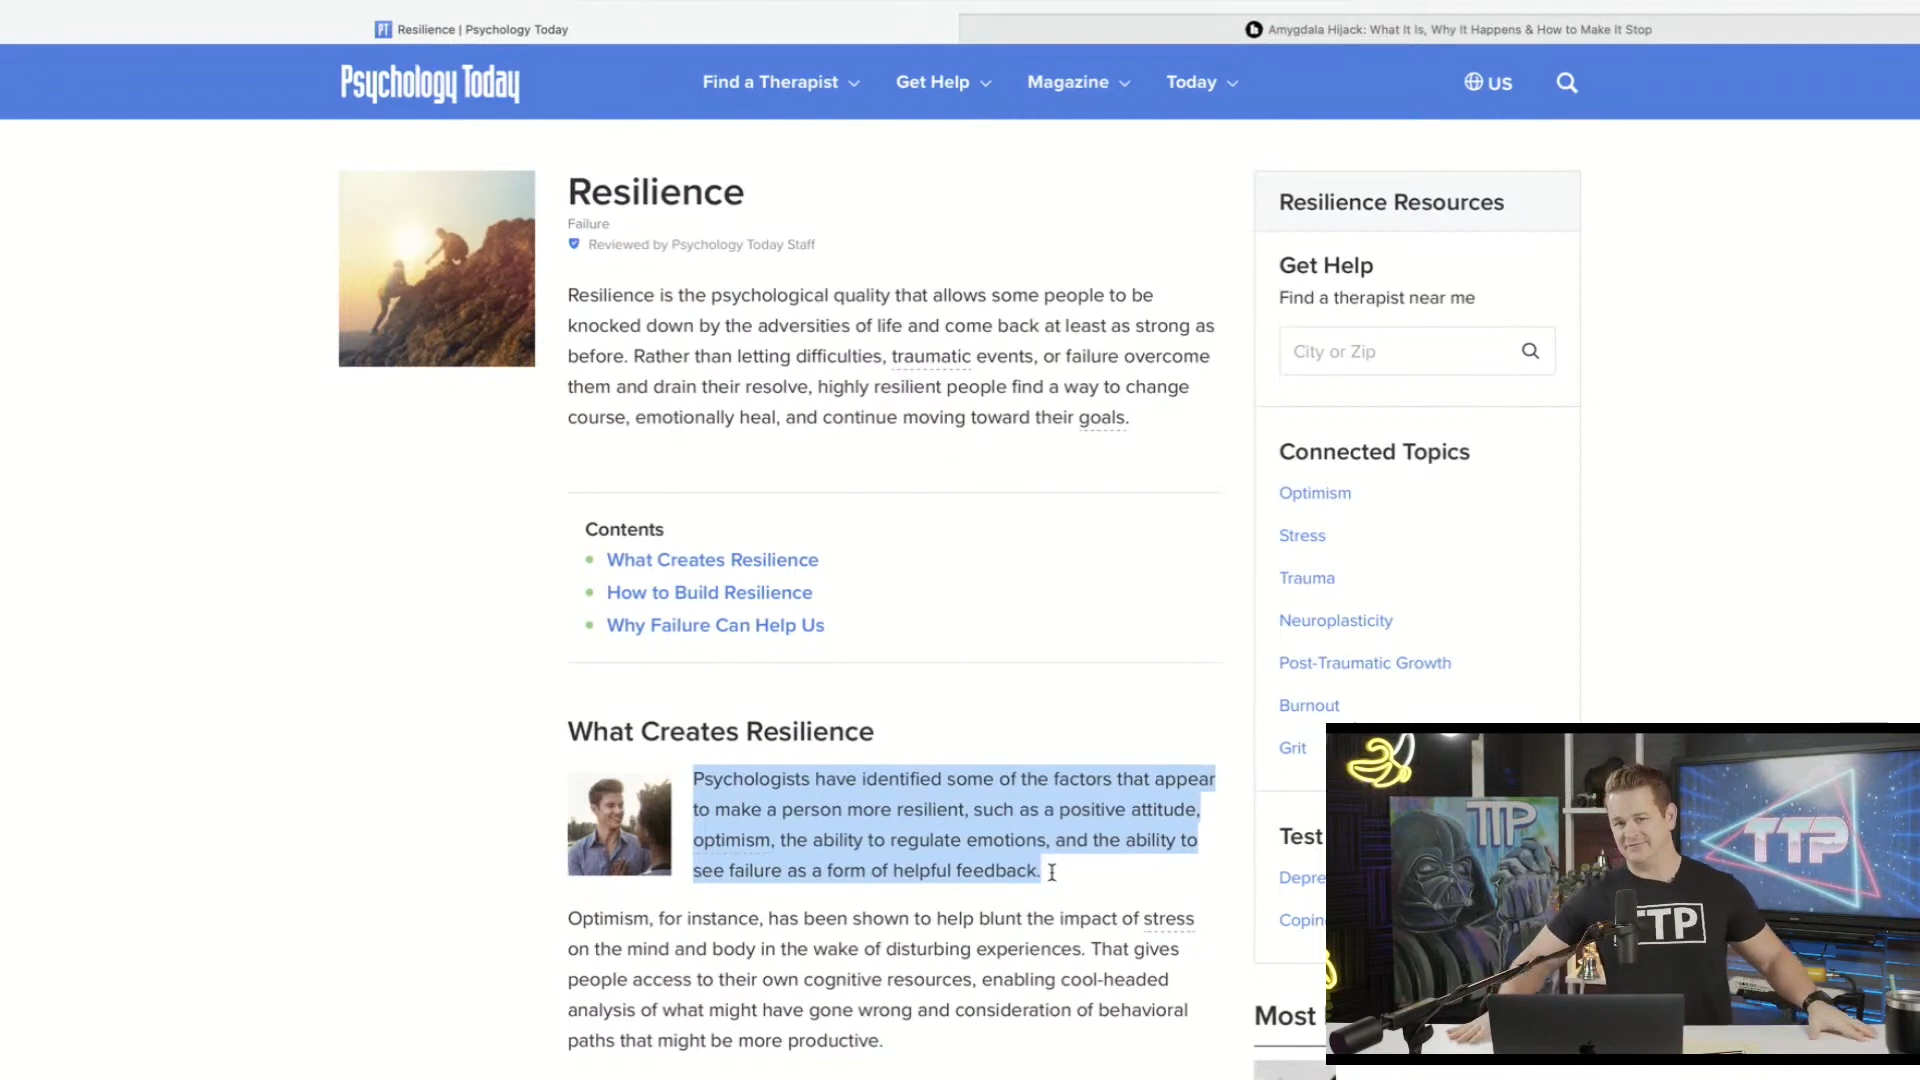 Resilience | Psychology Today
Amygdala Hijack: What It Is, Why It Happens & How to Make It Stop
Psychology Today
Find a Therapist
Get Help
Magazine
Today
US
Resilience
Failure
Reviewed by Psychology Today Staff
Resilience is the psychological quality that allows some people to be
knocked down by the adversities of life and come back at least as strong as
before. Rather than letting difficulties, traumatic events, or failure overcome
them and drain their resolve, highly resilient people find a way to change
course, emotionally heal, and continue moving toward their goals.
Contents
What Creates Resilience
How to Build Resilience
Why Failure Can Help Us
What Creates Resilience
Psychologists have identified some of the factors that appear
to make a person more resilient, such as a positive attitude,
optimism, the ability to regulate emotions, and the ability to
see failure as a form of helpful feedback.
Optimism, for instance, has been shown to help blunt the impact of stress
on the mind and body in the wake of disturbing experiences. That gives
people access to their own cognitive resources, enabling cool-headed
analysis of what might have gone wrong and consideration of behavioral
paths that might be more productive.
Resilience Resources
Get Help
Find a therapist near me
City or Zip
Connected Topics
Optimism
Stress
Trauma
Neuroplasticity
Post-Traumatic Growth
Burnout
Grit
Test
Depre
Copin
Most
TTP
TTP
TTP